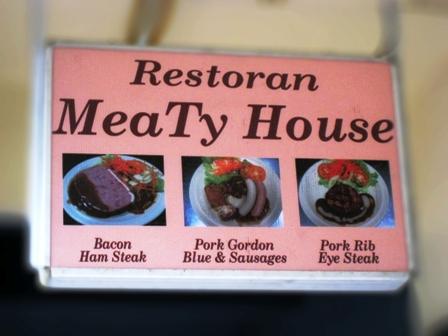 Restoran
MeaTy House
Bacon
Ham Steak
Pork Gordon
Blue & Sausages
Pork Rib
Eye Steak